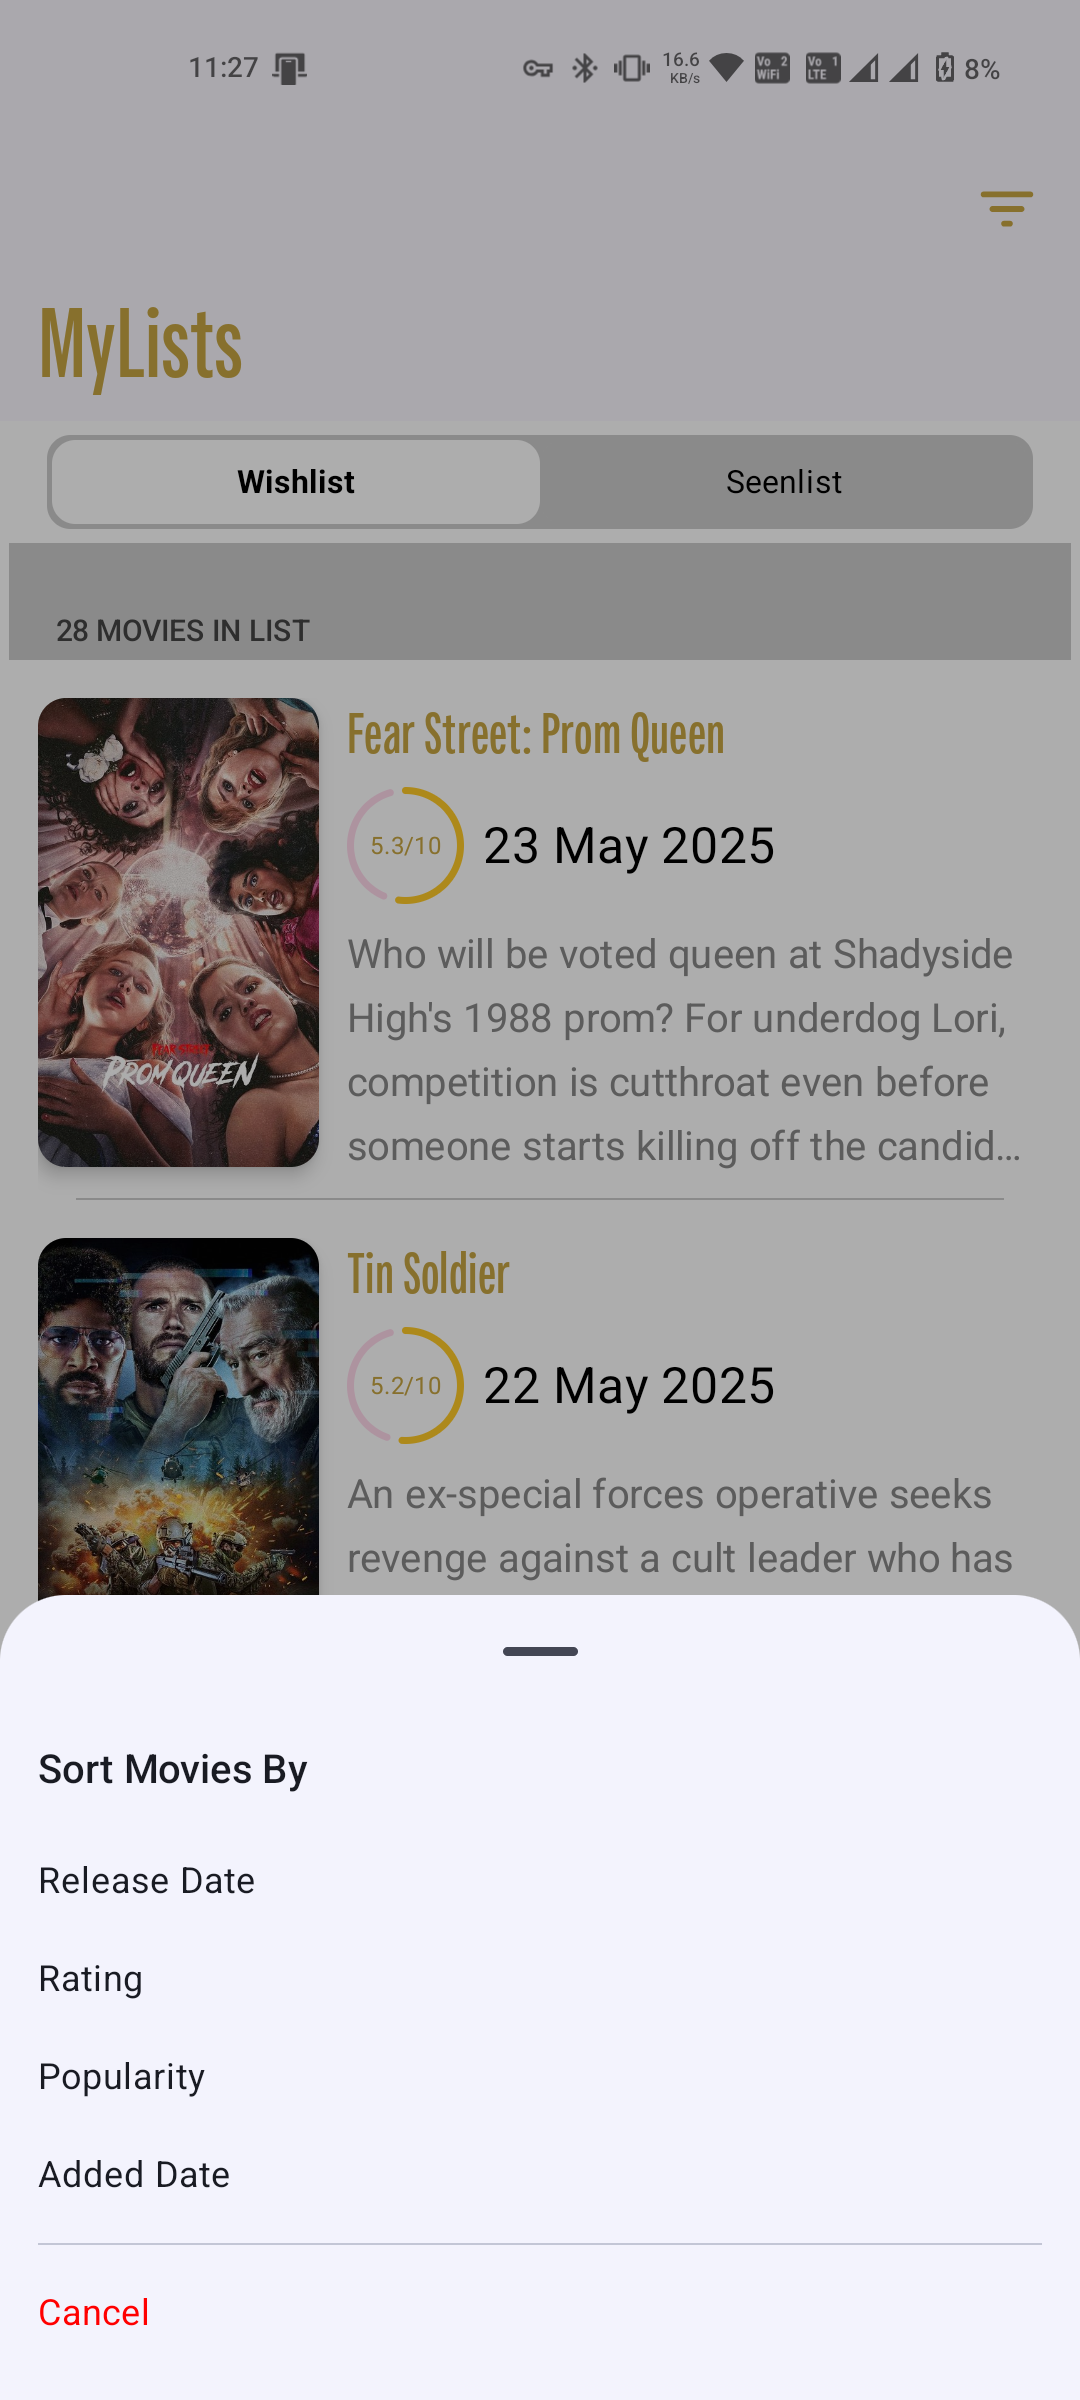 11:27
16.6
KB/s
Vo 2
WiFi
Vo 1
LTE
8%
MyLists
Wishlist
Seenlist
28 MOVIES IN LIST
FEAR STREET
PROM QUEEN
Fear Street: Prom Queen
5.3/10
23 May 2025
Who will be voted queen at Shadyside
High's 1988 prom? For underdog Lori,
competition is cutthroat even before
someone starts killing off the candid…
Tin Soldier
5.2/10
22 May 2025
An ex-special forces operative seeks
revenge against a cult leader who has
Sort Movies By
Release Date
Rating
Popularity
Added Date
Cancel